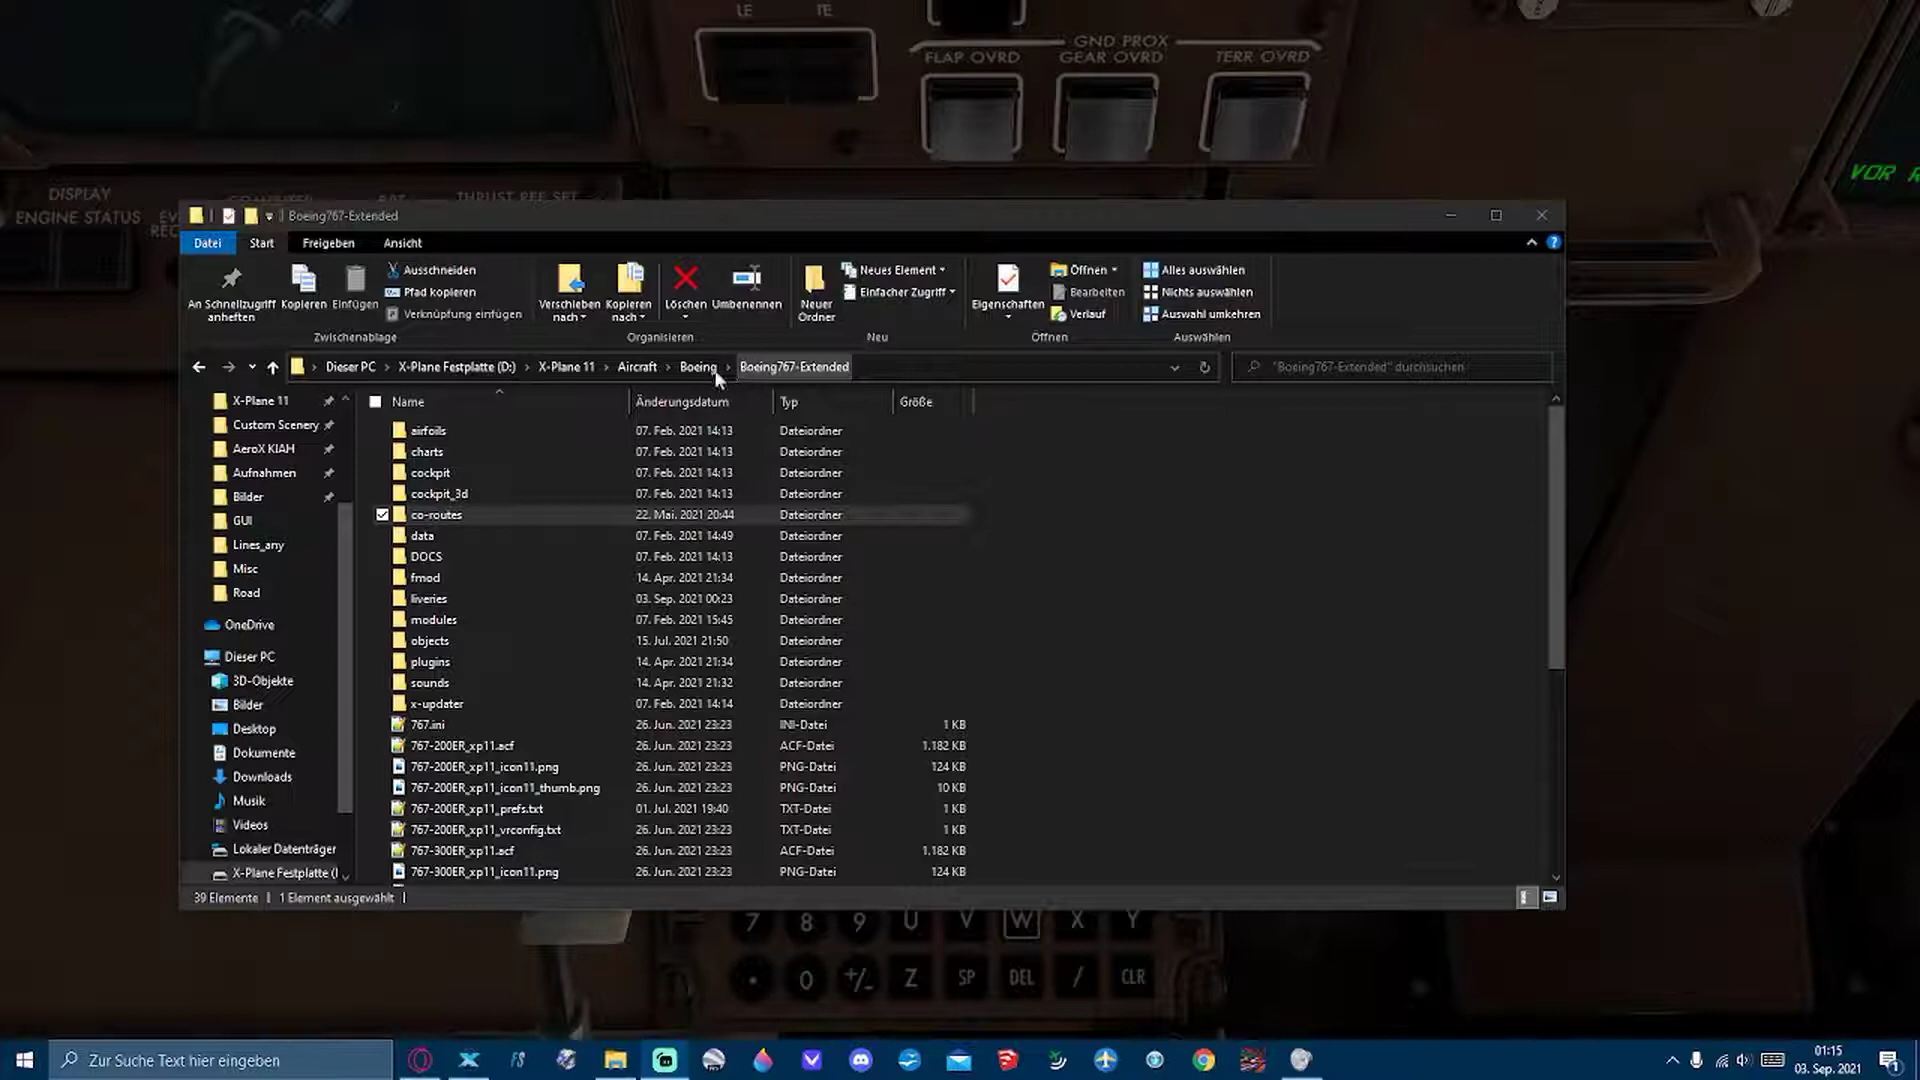 LE TE
GND PROX
FLAP OVRD GEAR OVRD TERR OVRD
VOR
DISPLAY
THRUST REF SET
ENGINE STATUS
Boeing767-Extended
Datei Start Freigeben Ansicht
An Schnellzugriff anheften
Kopieren
Einfügen
Ausschneiden
Pfad kopieren
Verknüpfung einfügen
Zwischenablage
Verschieben nach
Kopieren nach
Löschen
Umbenennen
Organisieren
Neuer Ordner
Neues Element
Einfacher Zugriff
Neu
Eigenschaften
Öffnen
Bearbeiten
Verlauf
Öffnen
Alles auswählen
Nichts auswählen
Auswahl umkehren
Auswählen
Dieser PC X-Plane Festplatte (D:) X-Plane 11 Aircraft Boeing Boeing767-Extended
"Boeing767-Extended" durchsuchen
X-Plane 11
Custom Scenery
AeroX KIAH
Aufnahmen
Bilder
GUI
Lines_any
Misc
Road
OneDrive
Dieser PC
3D-Objekte
Bilder
Desktop
Dokumente
Downloads
Musik
Videos
Lokaler Datenträger
X-Plane Festplatte (
Name Änderungsdatum Typ Größe
airfoils 07. Feb. 2021 14:13 Dateiordner
charts 07. Feb. 2021 14:13 Dateiordner
cockpit 07. Feb. 2021 14:13 Dateiordner
cockpit_3d 07. Feb. 2021 14:13 Dateiordner
co-routes 22. Mai. 2021 20:44 Dateiordner
data 07. Feb. 2021 14:49 Dateiordner
DOCS 07. Feb. 2021 14:13 Dateiordner
fmod 14. Apr. 2021 21:34 Dateiordner
liveries 03. Sep. 2021 00:23 Dateiordner
modules 07. Feb. 2021 15:45 Dateiordner
objects 15. Jul. 2021 21:50 Dateiordner
plugins 14. Apr. 2021 21:34 Dateiordner
sounds 14. Apr. 2021 21:32 Dateiordner
x-updater 07. Feb. 2021 14:14 Dateiordner
767.ini 26. Jun. 2021 23:23 INI-Datei 1 KB
767-200ER_xp11.acf 26. Jun. 2021 23:23 ACF-Datei 1.182 KB
767-200ER_xp11_icon11.png 26. Jun. 2021 23:23 PNG-Datei 124 KB
767-200ER_xp11_icon11_thumb.png 26. Jun. 2021 23:23 PNG-Datei 10 KB
767-200ER_xp11_prefs.txt 01. Jul. 2021 19:40 TXT-Datei 1 KB
767-200ER_xp11_vrconfig.txt 26. Jun. 2021 23:23 TXT-Datei 1 KB
767-300ER_xp11.acf 26. Jun. 2021 23:23 ACF-Datei 1.182 KB
767-300ER_xp11_icon11.png 26. Jun. 2021 23:23 PNG-Datei 124 KB
39 Elemente 1 Element ausgewählt
7 8 9 U V W X Y
. 0 +/- Z SP DEL / CLR
Zur Suche Text hier eingeben
01:15
03. Sep. 2021